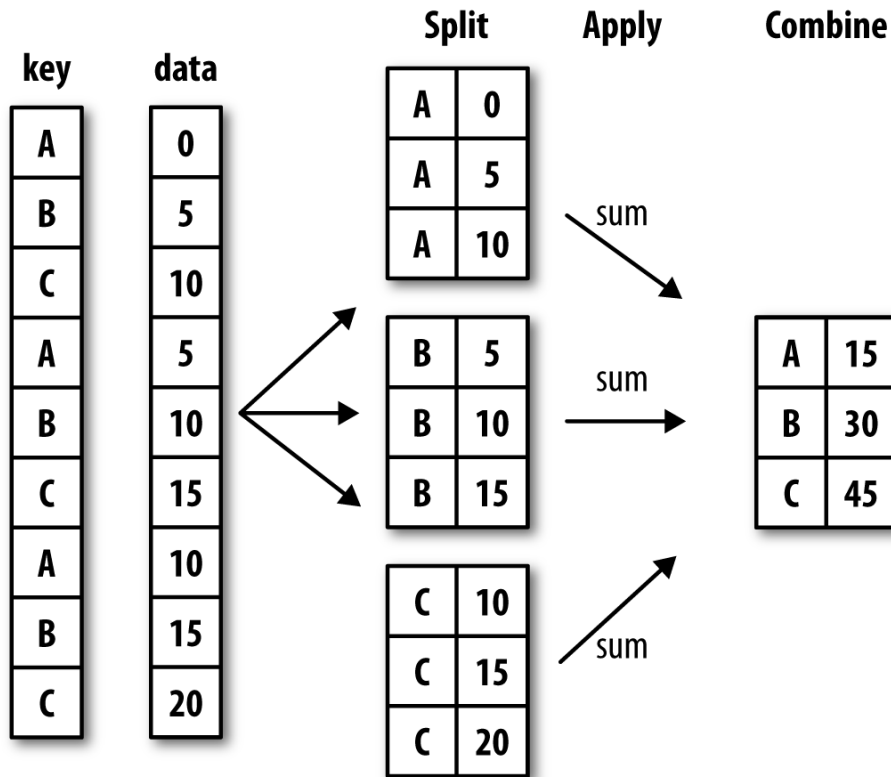 Split Apply Combine
key data
A 0
B 5
C 10
A 5
B 10
C 15
A 10
B 15
C 20
A 0
A 5
A 10
B 5
B 10
B 15
C 10
C 15
C 20
sum
sum
sum
A 15
B 30
C 45